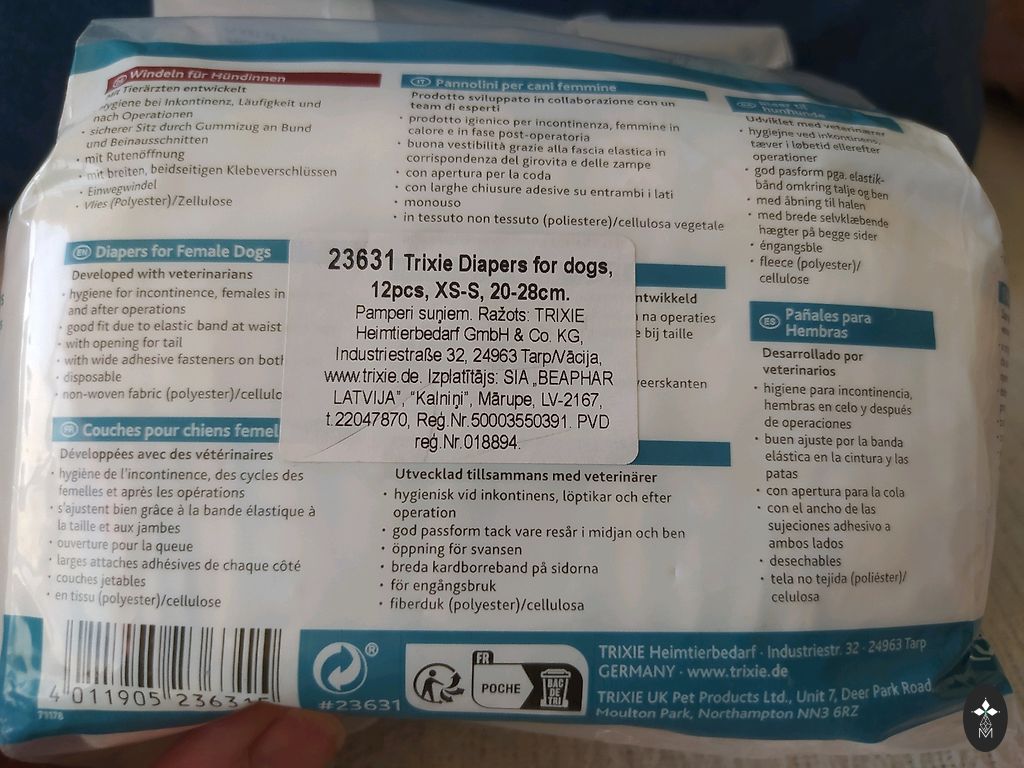 DE Windeln für Hündinnen
mit Tierärzten entwickelt
· Hygiene bei Inkontinenz, Läufigkeit und
nach Operationen
· sicherer Sitz durch Gummizug an Bund
und Beinausschnitten
· mit Rutenöffnung
· mit breiten, beidseitigen Klebeverschlüssen
· Einwegwindel
· Vlies (Polyester)/Zellulose
EN Diapers for Female Dogs
Developed with veterinarians
· hygiene for incontinence, females in
and after operations
· good fit due to elastic band at waist
· with opening for tail
· with wide adhesive fasteners on both
· disposable
· non-woven fabric (polyester)/cellulo
FR Couches pour chiens femel
Développées avec des vétérinaires
· hygiène de l'incontinence, des cycles des
femelles et après les opérations
· s'ajustent bien grâce à la bande élastique à
la taille et aux jambes
· ouverture pour la queue
· larges attaches adhésives de chaque côté
· couches jetables
· en tissu (polyester)/cellulose
IT Pannolini per cani femmine
Prodotto sviluppato in collaborazione con un
team di esperti
· prodotto igienico per incontinenza, femmine in
calore e in fase post-operatoria
· buona vestibilità grazie alla fascia elastica in
corrispondenza del girovita e delle zampe
· con apertura per la coda
· con larghe chiusure adesive su entrambi i lati
· monouso
· in tessuto non tessuto (poliestere)/cellulosa vegetale
23631 Trixie Diapers for dogs,
12pcs, XS-S, 20-28cm.
Pamperi suņiem. Ražots: TRIXIE
Heimtierbedarf GmbH & Co. KG,
Industriestraße 32, 24963 Tarp/Vācija,
www.trixie.de. Izplatītājs: SIA „BEAPHAR
LATVIJA”, “Kalniņi”, Mārupe, LV-2167,
t.22047870, Reģ.Nr.50003550391. PVD
reģ.Nr.018894.
ntwikkeld
na operaties
e bij taille
veerskanten
Utvecklad tillsammans med veterinärer
· hygienisk vid inkontinens, löptikar och efter
operation
· god passform tack vare resår i midjan och ben
· öppning för svansen
· breda kardborreband på sidorna
· för engångsbruk
· fiberduk (polyester)/cellulosa
Bleer til
hunhunde
Udviklet med veterinærer
· hygiejne ved inkontinens,
tæver i løbetid ellerefter
operationer
· god pasform pga. elastik-
bånd omkring talje og ben
· med åbning til halen
· med brede selvklæbende
hægter på begge sider
· éngangsble
· fleece (polyester)/
cellulose
ES Pañales para
Hembras
Desarrollado por
veterinarios
· higiene para incontinencia,
hembras en celo y después
de operaciones
· buen ajuste por la banda
elástica en la cintura y las
patas
· con apertura para la cola
· con el ancho de las
sujeciones adhesivo a
ambos lados
· desechables
· tela no tejida (poliéster)/
celulosa
4 011905 23631
71178
#23631
®
FR
POCHE
BAC
DE
TRI
TRIXIE Heimtierbedarf · Industriestr. 32 · 24963 Tarp
GERMANY · www.trixie.de
TRIXIE UK Pet Products Ltd., Unit 7, Deer Park Road,
Moulton Park, Northampton NN3 6RZ
M